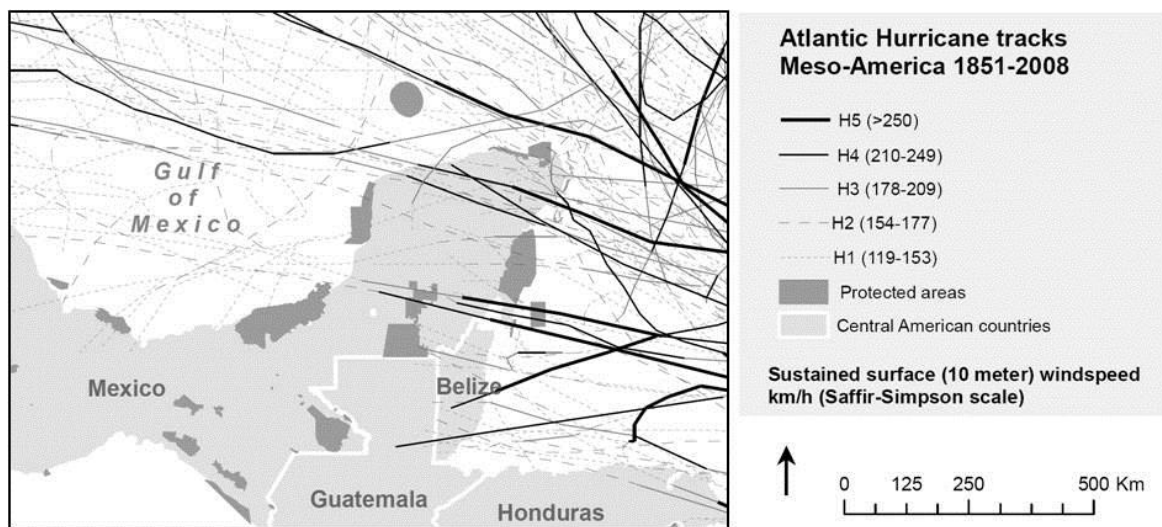 Gulf
of
Mexico
Mexico
Belize
Guatemala
Honduras
Atlantic Hurricane tracks
Meso-America 1851-2008
H5 (>250)
H4 (210-249)
H3 (178-209)
H2 (154-177)
H1 (119-153)
Protected areas
Central American countries
Sustained surface (10 meter) windspeed
km/h (Saffir-Simpson scale)
0 125 250 500 Km